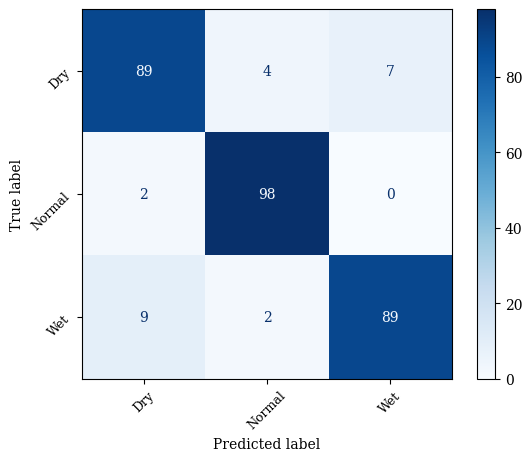 Dry
89
4
7
Normal
2
98
0
Wet
9
2
89
True label
Dry
Normal
Wet
Predicted label
80
60
40
20
0